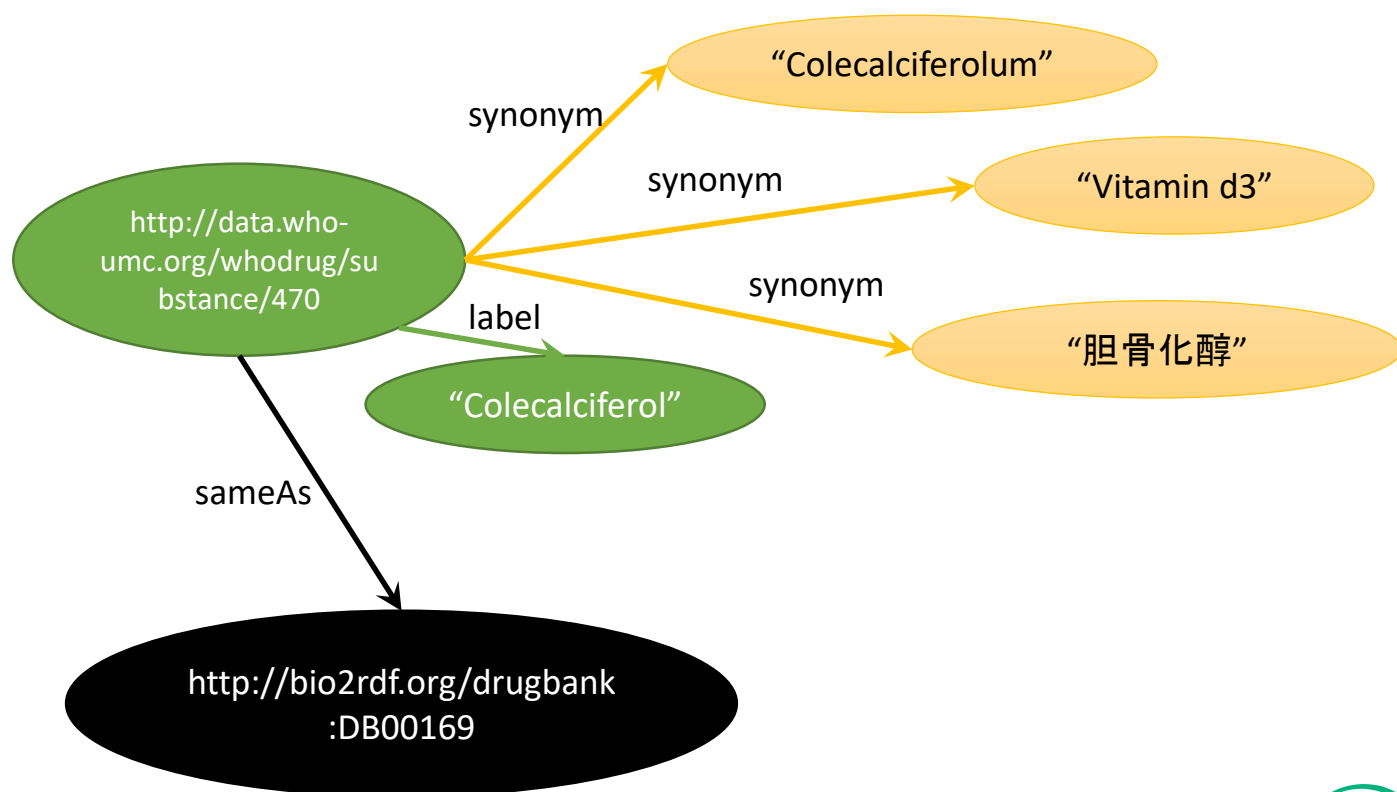 “Colecalciferolum”
synonym
synonym
“Vitamin d3”
http://data.who-
umc.org/whodrug/su
bstance/470
synonym
label
“胆骨化醇”
“Colecalciferol”
sameAs
http://bio2rdf.org/drugbank
:DB00169